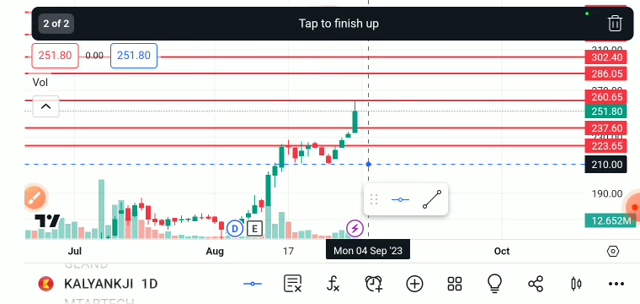 2 of 2
Tap to finish up
251.80 0.00 251.80
302.40
286.05
Vol
260.65
251.80
237.60
223.65
210.00
190.00
12.652M
D E
Jul Aug 17 Mon 04 Sep '23 Oct
KALYANKJI 1D
MTARTECH